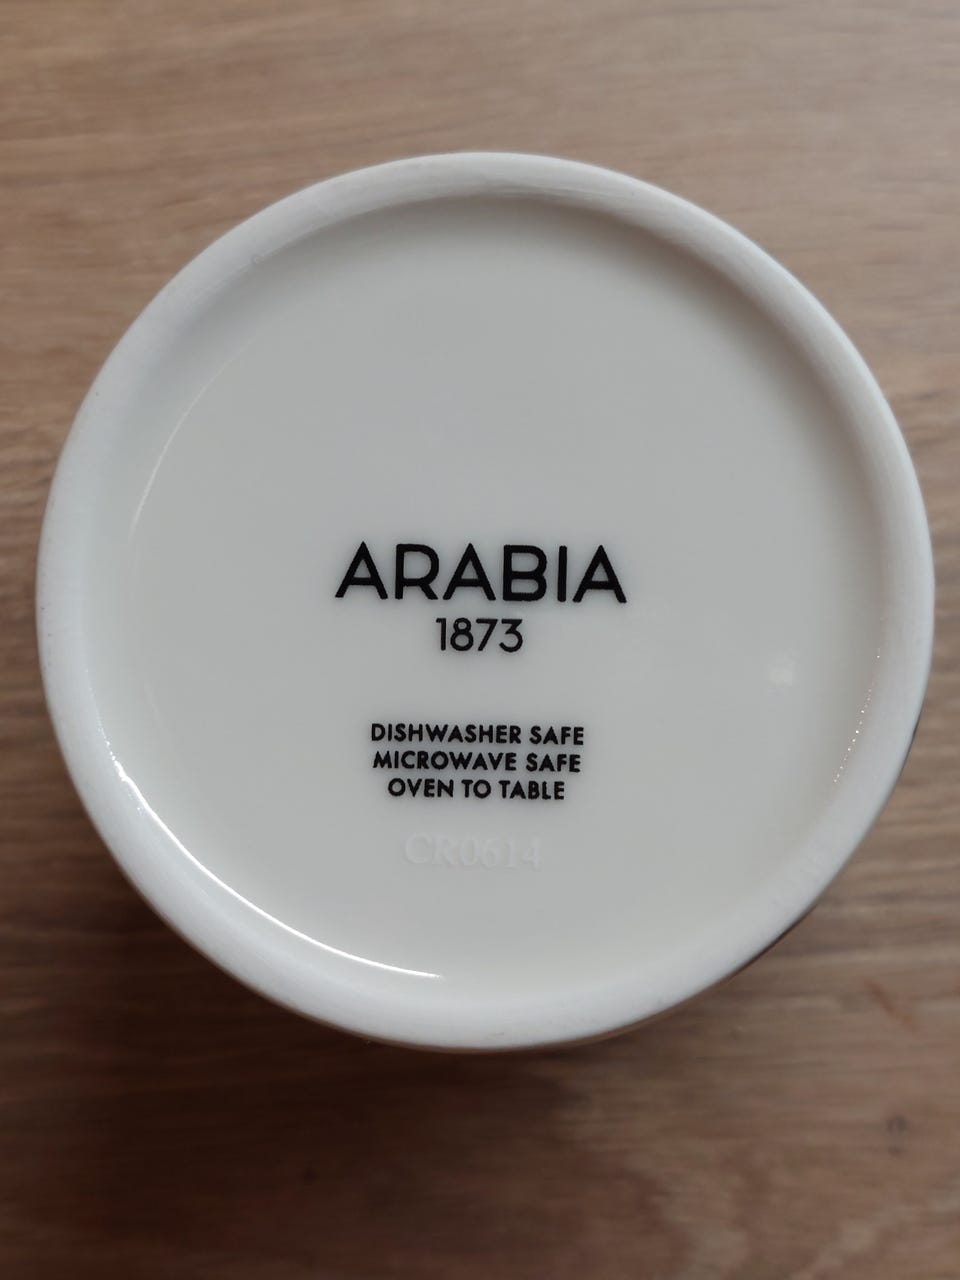 ARABIA
1873
DISHWASHER SAFE
MICROWAVE SAFE
OVEN TO TABLE
CR0614